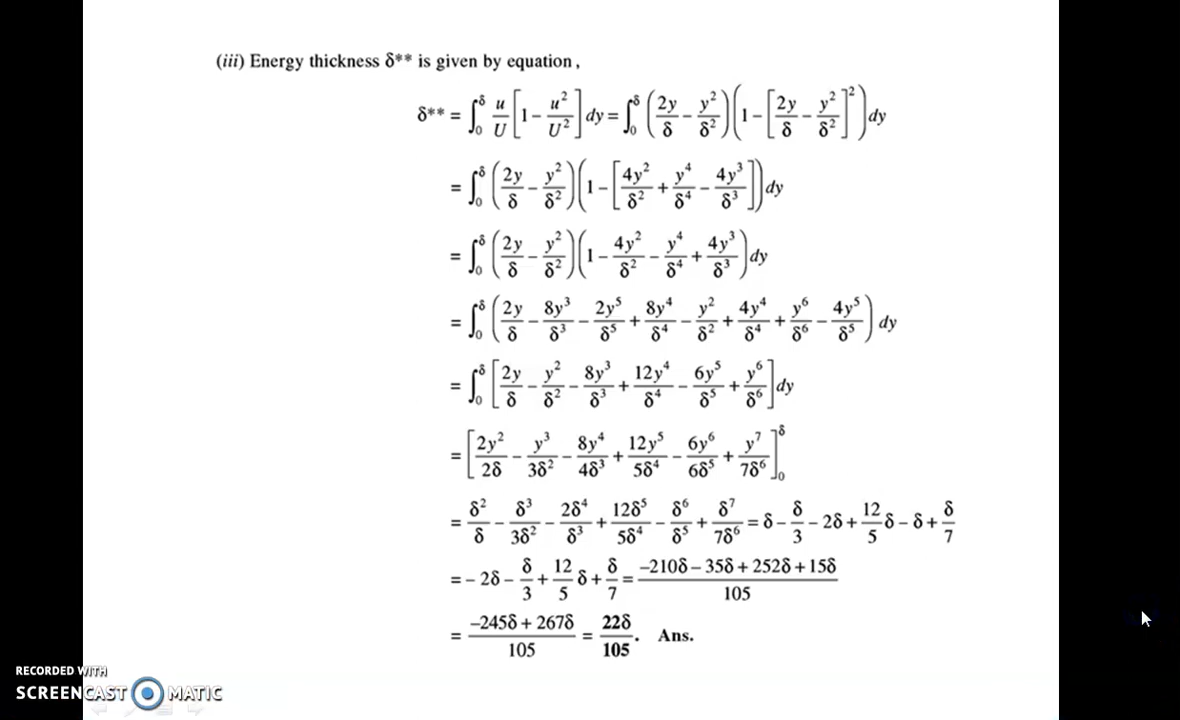 (iii) Energy thickness δ** is given by equation,
δ** = ∫₀^δ u/U [1 − u²/U²] dy = ∫₀^δ (2y/δ − y²/δ²)(1 − [2y/δ − y²/δ²]²) dy
= ∫₀^δ (2y/δ − y²/δ²)(1 − [4y²/δ² + y⁴/δ⁴ − 4y³/δ³]) dy
= ∫₀^δ (2y/δ − y²/δ²)(1 − 4y²/δ² − y⁴/δ⁴ + 4y³/δ³) dy
= ∫₀^δ (2y/δ − 8y³/δ³ − 2y⁵/δ⁵ + 8y⁴/δ⁴ − y²/δ² + 4y⁴/δ⁴ + y⁶/δ⁶ − 4y⁵/δ⁵) dy
= ∫₀^δ [2y/δ − y²/δ² − 8y³/δ³ + 12y⁴/δ⁴ − 6y⁵/δ⁵ + y⁶/δ⁶] dy
= [2y²/2δ − y³/3δ² − 8y⁴/4δ³ + 12y⁵/5δ⁴ − 6y⁶/6δ⁵ + y⁷/7δ⁶]₀^δ
= δ²/δ − δ³/3δ² − 2δ⁴/δ³ + 12δ⁵/5δ⁴ − δ⁶/δ⁵ + δ⁷/7δ⁶ = δ − δ/3 − 2δ + 12/5 δ − δ + δ/7
= − 2δ − δ/3 + 12/5 δ + δ/7 = −210δ − 35δ + 252δ + 15δ / 105
= −245δ + 267δ / 105 = 22δ/105. Ans.
RECORDED WITH
SCREENCAST MATIC